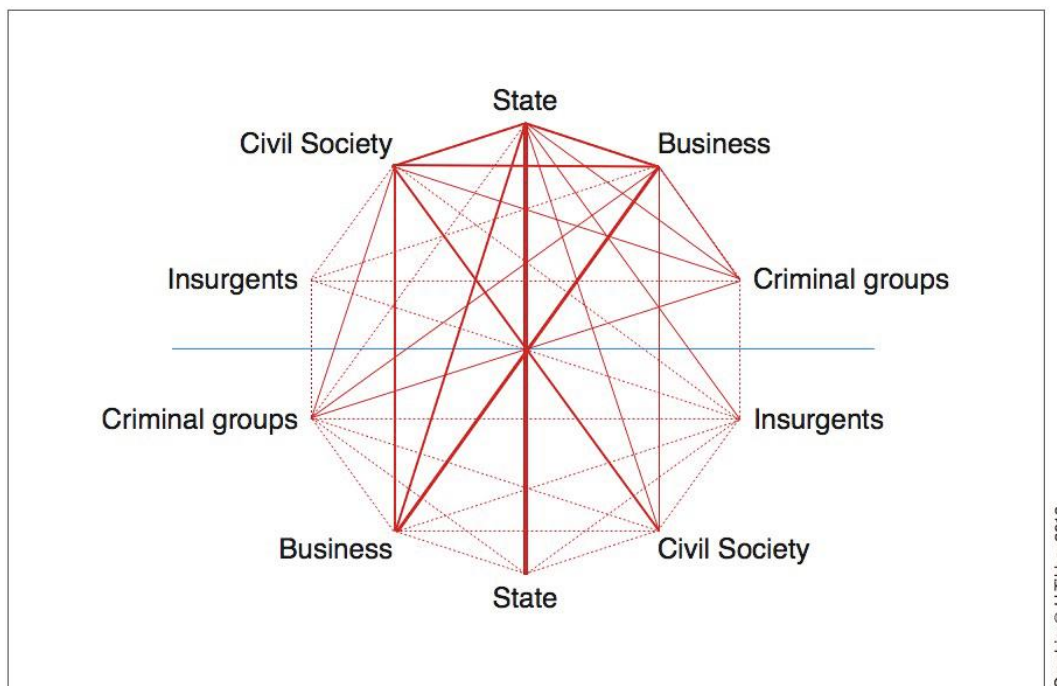 State
Civil Society
Business
Insurgents
Criminal groups
Criminal groups
Insurgents
Business
Civil Society
State